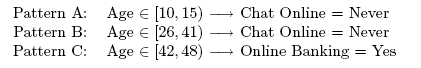 Pattern A: Age ∈ [10, 15) ⟶ Chat Online = Never
Pattern B: Age ∈ [26, 41) ⟶ Chat Online = Never
Pattern C: Age ∈ [42, 48) ⟶ Online Banking = Yes